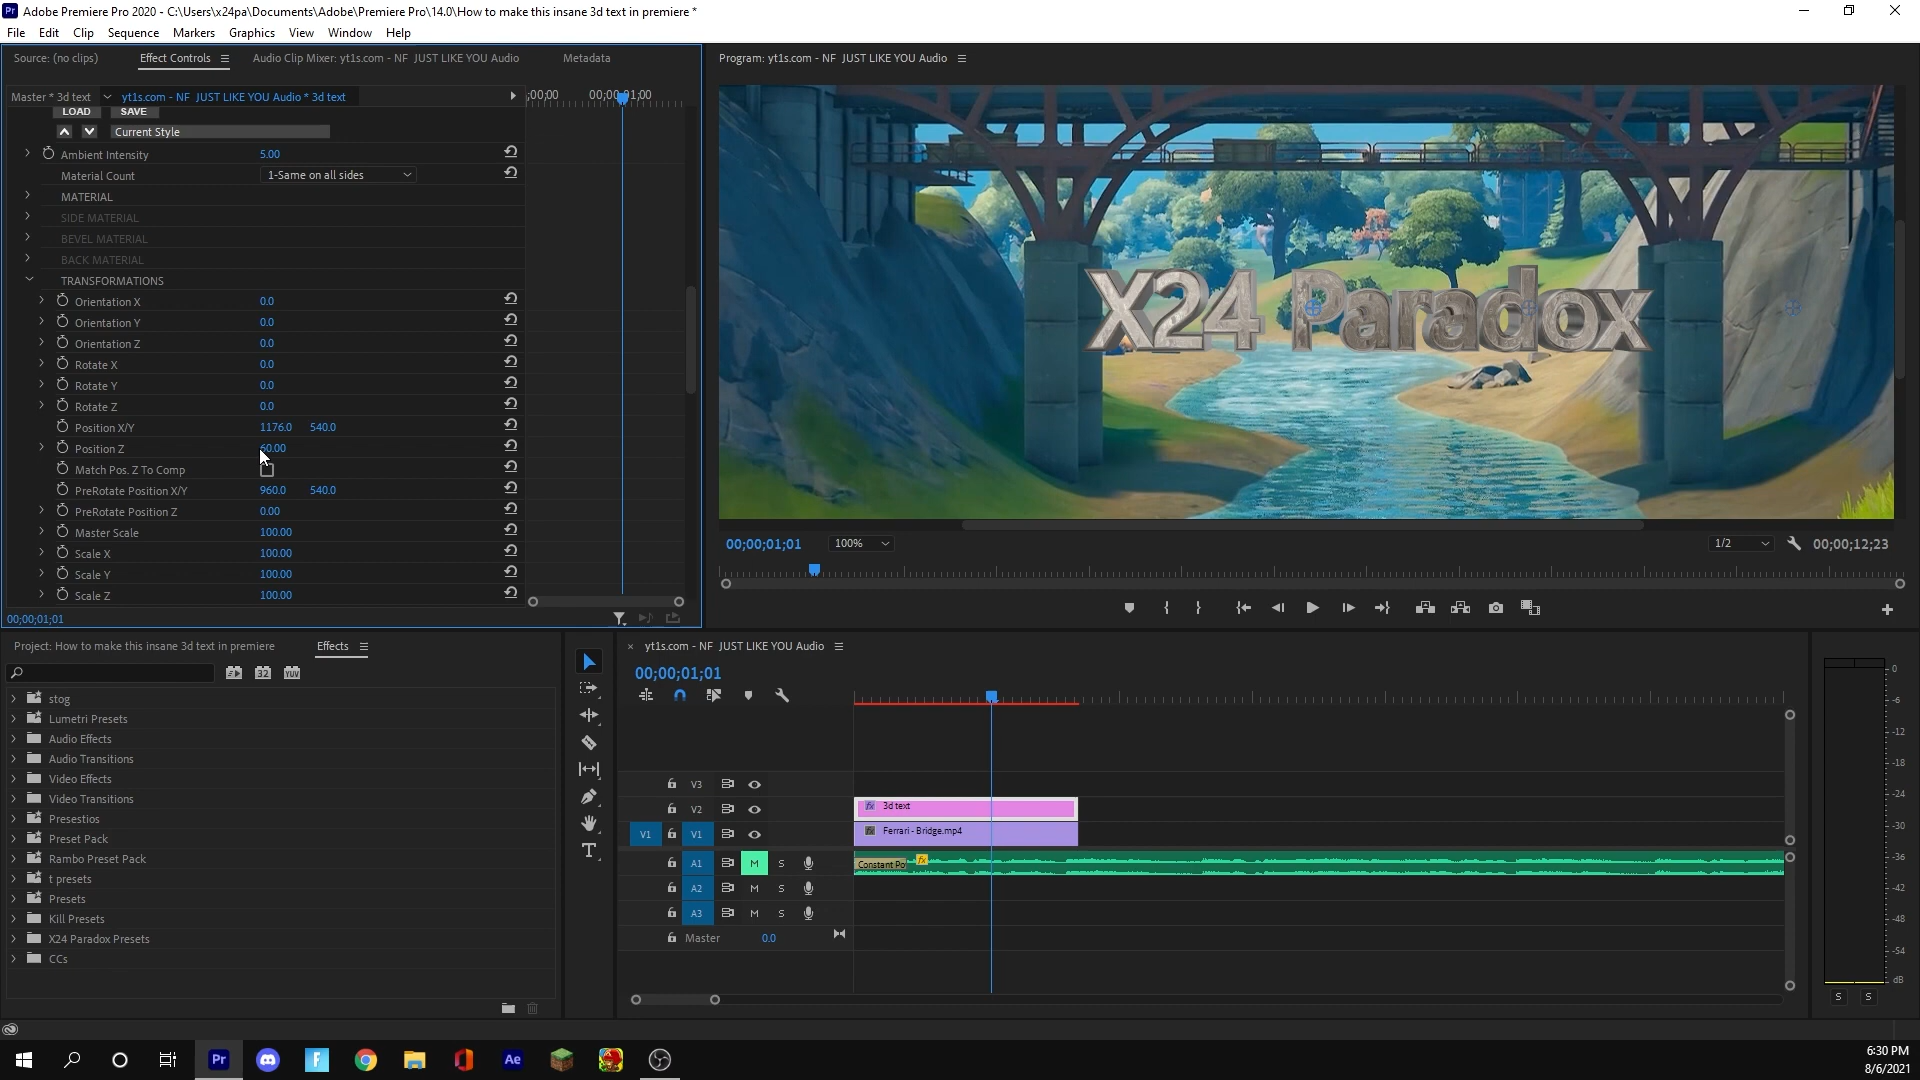 Adobe Premiere Pro 2020 - C:\Users\x24pa\Documents\Adobe\Premiere Pro\14.0\How to make this insane 3d text in premiere *
File Edit Clip Sequence Markers Graphics View Window Help
Source: (no clips) Effect Controls Audio Clip Mixer: yt1s.com - NF JUST LIKE YOU Audio Metadata
Program: yt1s.com - NF JUST LIKE YOU Audio
Master * 3d text yt1s.com - NF JUST LIKE YOU Audio * 3d text
LOAD SAVE
Current Style
Ambient Intensity 5.00
Material Count 1-Same on all sides
MATERIAL
SIDE MATERIAL
BEVEL MATERIAL
BACK MATERIAL
TRANSFORMATIONS
Orientation X 0.0
Orientation Y 0.0
Orientation Z 0.0
Rotate X 0.0
Rotate Y 0.0
Rotate Z 0.0
Position X/Y 1176.0 540.0
Position Z 60.00
Match Pos. Z To Comp
PreRotate Position X/Y 960.0 540.0
PreRotate Position Z 0.00
Master Scale 100.00
Scale X 100.00
Scale Y 100.00
Scale Z 100.00
00;00;01;01
X24 Paradox
00;00;01;01 100% 1/2 00;00;12;23
Project: How to make this insane 3d text in premiere Effects
32 YUV
stog
Lumetri Presets
Audio Effects
Audio Transitions
Video Effects
Video Transitions
Presestios
Preset Pack
Rambo Preset Pack
t presets
Presets
Kill Presets
X24 Paradox Presets
CCs
yt1s.com - NF JUST LIKE YOU Audio
00;00;01;01
V3
V2 fx 3d text
V1 V1 fx Ferrari - Bridge.mp4
A1 M S Constant Po fx
A2 M S
A3 M S
Master 0.0
0
-6
-12
-18
-24
-30
-36
-42
-48
-54
dB
S S
Pr Ae
6:30 PM
8/6/2021